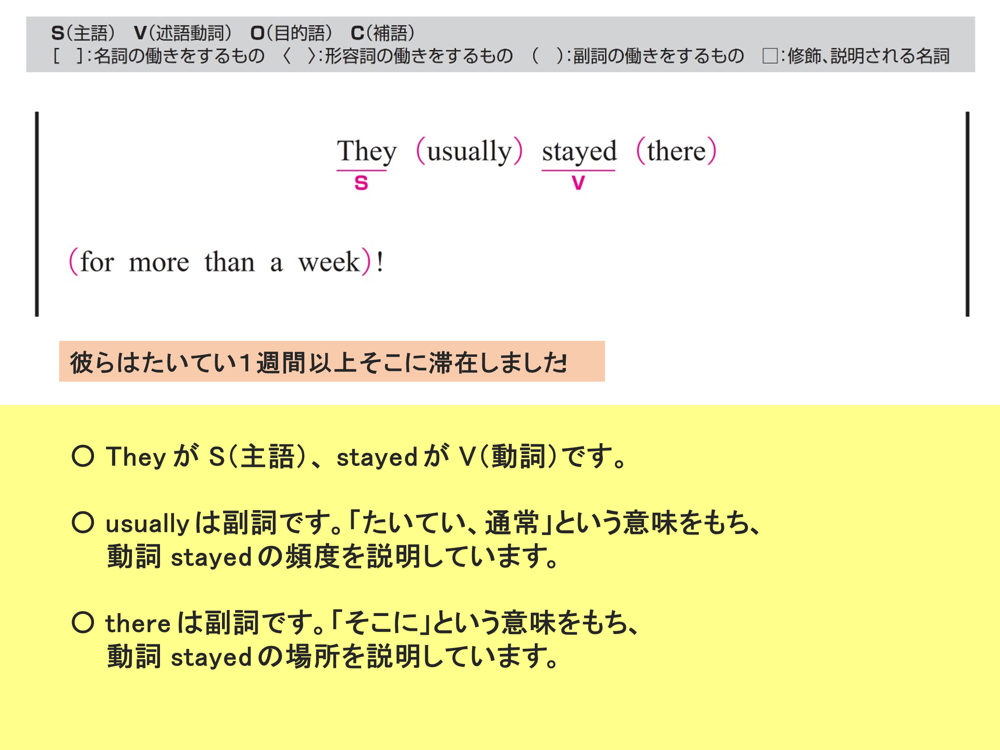 S（主語）　V（述語動詞）　O（目的語）　C（補語）
［　］：名詞の働きをするもの　〈　〉：形容詞の働きをするもの　（　）：副詞の働きをするもの　□：修飾、説明される名詞
They （usually） stayed （there）
S V
（for more than a week）!
彼らはたいてい１週間以上そこに滞在しました!
○ They が S（主語）、stayed が V（動詞）です。
○ usually は副詞です。「たいてい、通常」という意味をもち、
動詞 stayed の頻度を説明しています。
○ there は副詞です。「そこに」という意味をもち、
動詞 stayed の場所を説明しています。